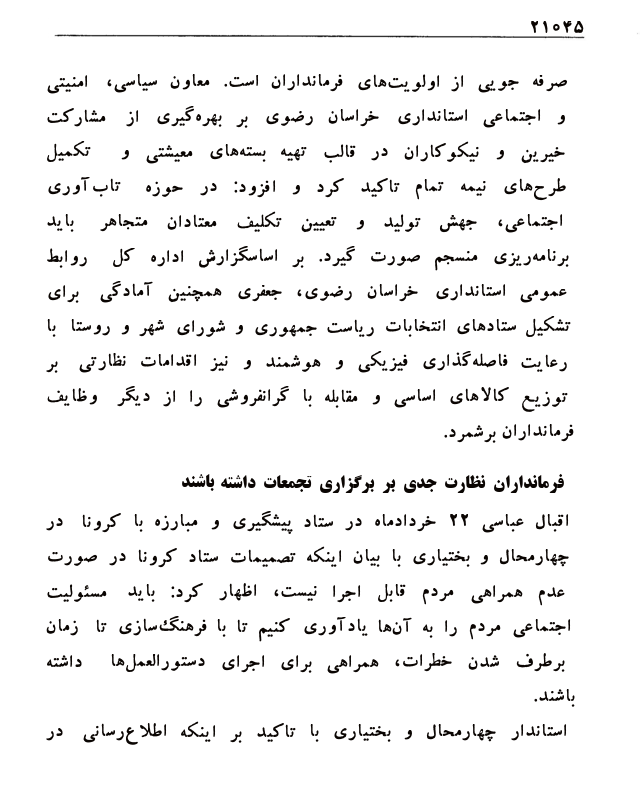 ۲۱۰۴۵
صرفه جویی از اولویت‌های فرمانداران است. معاون سیاسی، امنیتی
و اجتماعی استانداری خراسان رضوی بر بهره‌گیری از مشارکت
خیرین و نیکوکاران در قالب تهیه بسته‌های معیشتی و تکمیل
طرح‌های نیمه تمام تاکید کرد و افزود: در حوزه تاب‌آوری
اجتماعی، جهش تولید و تعیین تکلیف معتادان متجاهر باید
برنامه‌ریزی منسجم صورت گیرد. بر اساسگزارش اداره کل روابط
عمومی استانداری خراسان رضوی، جعفری همچنین آمادگی برای
تشکیل ستادهای انتخابات ریاست جمهوری و شورای شهر و روستا با
رعایت فاصله‌گذاری فیزیکی و هوشمند و نیز اقدامات نظارتی بر
توزیع کالاهای اساسی و مقابله با گرانفروشی را از دیگر وظایف
فرمانداران برشمرد.
فرمانداران نظارت جدی بر برگزاری تجمعات داشته باشند
اقبال عباسی ۲۲ خردادماه در ستاد پیشگیری و مبارزه با کرونا در
چهارمحال و بختیاری با بیان اینکه تصمیمات ستاد کرونا در صورت
عدم همراهی مردم قابل اجرا نیست، اظهار کرد: باید مسئولیت
اجتماعی مردم را به آن‌ها یادآوری کنیم تا با فرهنگ‌سازی تا زمان
برطرف شدن خطرات، همراهی برای اجرای دستورالعمل‌ها داشته
باشند.
استاندار چهارمحال و بختیاری با تاکید بر اینکه اطلاع‌رسانی در